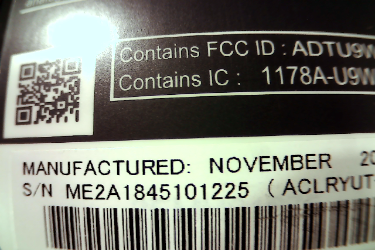 Contains FCC ID : ADTU9W
Contains IC : 1178A-U9W
MANUFACTURED: NOVEMBER 20
S/N ME2A1845101225 ( ACLRYUT